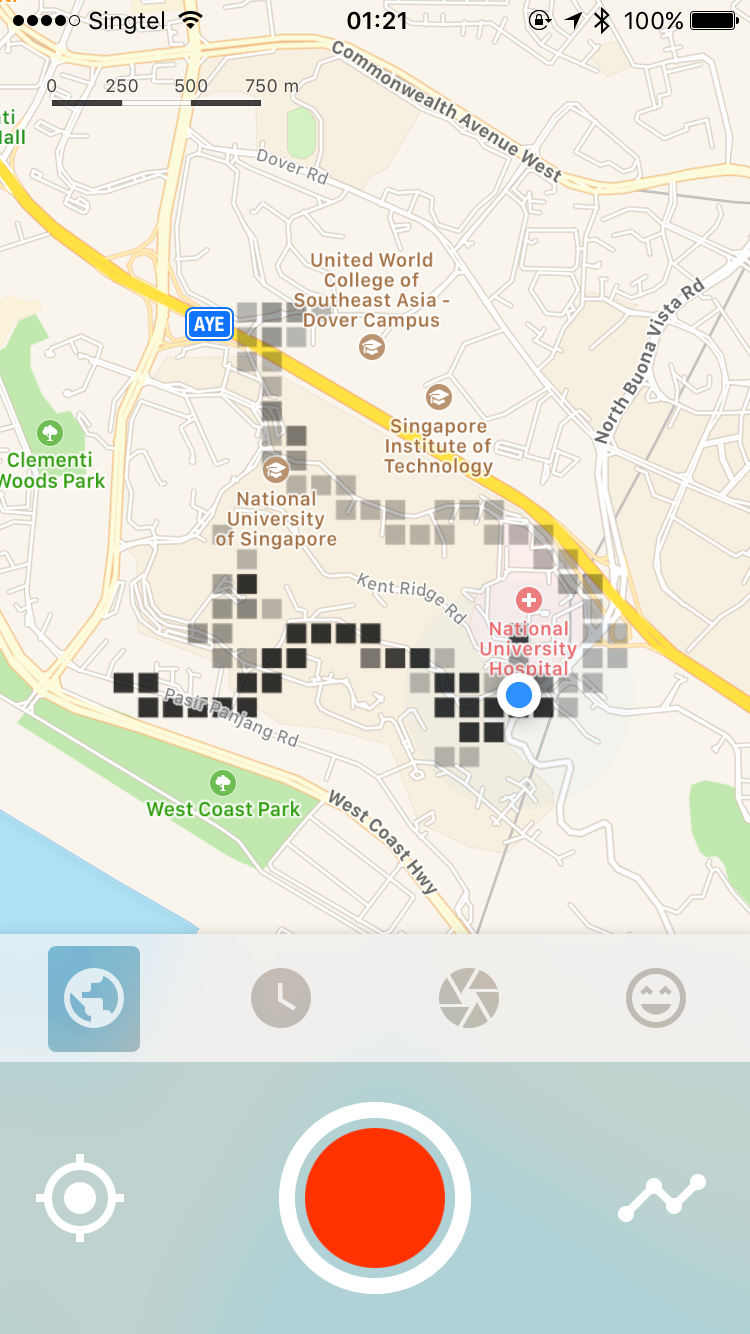 Singtel
01:21
100%
0 250 500 750 m
Commonwealth Avenue West
Dover Rd
United World
College of
Southeast Asia -
Dover Campus
AYE
North Buona Vista Rd
Singapore
Institute of
Technology
Clementi
Woods Park
National
University
of Singapore
Kent Ridge Rd
National
University
Hospital
Pasir Panjang Rd
West Coast Park
West Coast Hwy